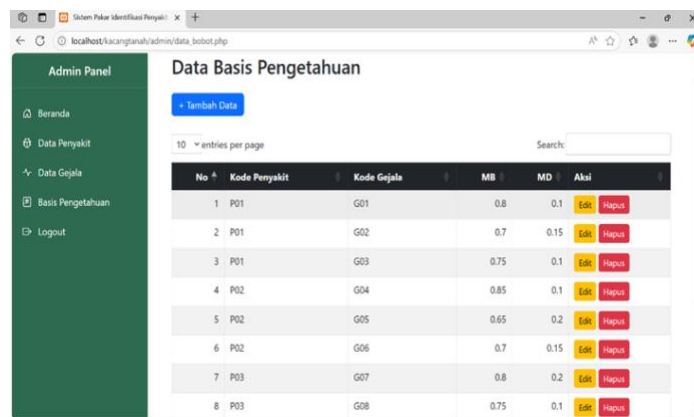 Sistem Pakar Identifikasi Penyakit
localhost/kacangtanah/admin/data_bobot.php
Admin Panel
Beranda
Data Penyakit
Data Gejala
Basis Pengetahuan
Logout
Data Basis Pengetahuan
+ Tambah Data
10 entries per page
Search:
No Kode Penyakit Kode Gejala MB MD Aksi
1 P01 G01 0.8 0.1 Edit Hapus
2 P01 G02 0.7 0.15 Edit Hapus
3 P01 G03 0.75 0.1 Edit Hapus
4 P02 G04 0.85 0.1 Edit Hapus
5 P02 G05 0.65 0.2 Edit Hapus
6 P02 G06 0.7 0.15 Edit Hapus
7 P03 G07 0.8 0.2 Edit Hapus
8 P03 G08 0.75 0.1 Edit Hapus